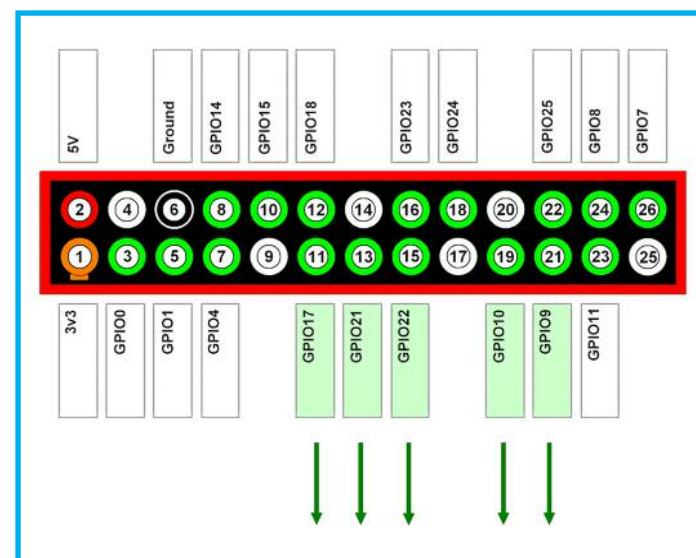 5V
Ground
GPIO14
GPIO15
GPIO18
GPIO23
GPIO24
GPIO25
GPIO8
GPIO7
2 4 6 8 10 12 14 16 18 20 22 24 26
1 3 5 7 9 11 13 15 17 19 21 23 25
3v3
GPIO0
GPIO1
GPIO4
GPIO17
GPIO21
GPIO22
GPIO10
GPIO9
GPIO11